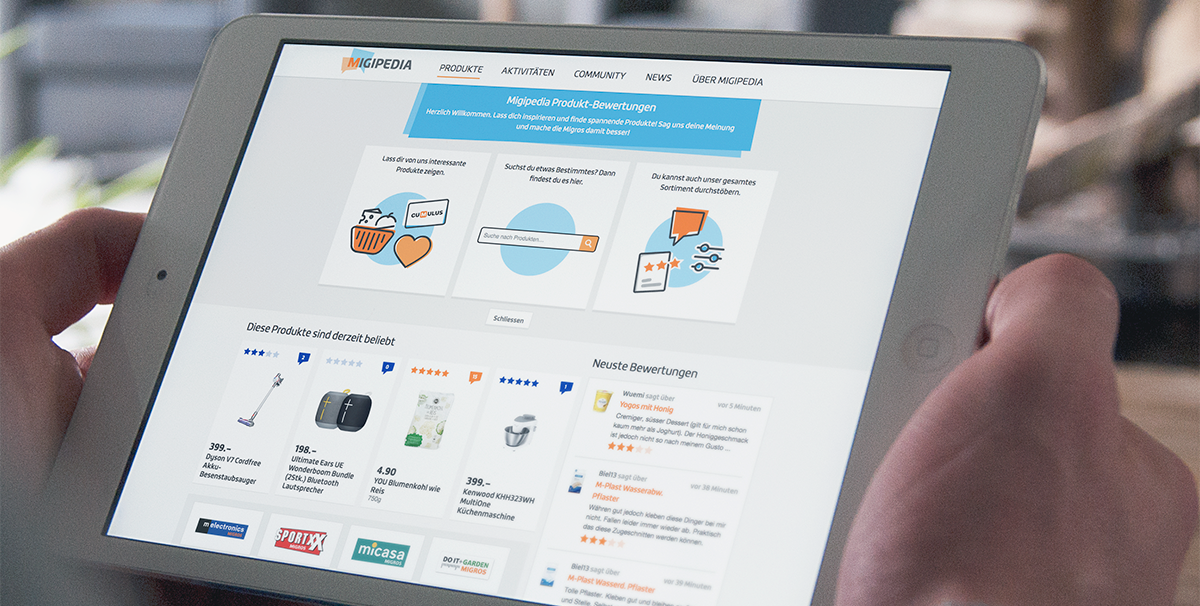 MIGIPEDIA
PRODUKTE
AKTIVITÄTEN
COMMUNITY
NEWS
ÜBER MIGIPEDIA
Migipedia Produkt-Bewertungen
Herzlich Willkommen. Lass dich inspirieren und finde spannende Produkte! Sag uns deine Meinung
und mache die Migros damit besser!
Lass dir von uns interessante
Produkte zeigen.
CUMULUS
Suchst du etwas Bestimmtes? Dann
findest du es hier.
Suche nach Produkten...
Du kannst auch unser gesamtes
Sortiment durchstöbern.
Schliessen
Diese Produkte sind derzeit beliebt
2
399.–
Dyson V7 Cordfree
Akku-
Besenstaubsauger
0
198.–
Ultimate Ears UE
Wonderboom Bundle
(2Stk.) Bluetooth
Lautsprecher
4.90
YOU Blumenkohl wie
Reis
750g
1
399.–
Kenwood KHH323WH
MultiOne
Küchenmaschine
m electronics
MIGROS
SPORTXX
MIGROS
micasa
MIGROS
DO IT + GARDEN
MIGROS
Neuste Bewertungen
Wuemi sagt über
vor 5 Minuten
Yogos mit Honig
Cremiger, süsser Dessert (gilt für mich schon
kaum mehr als Joghurt). Der Honiggeschmack
ist jedoch nicht so nach meinem Gusto ...
Biel13 sagt über
vor 38 Minuten
M-Plast Wasserabw.
Pflaster
Währen gut jedoch kleben diese Dinger bei mir
nicht. Fallen leider immer wieder ab. Praktisch
das diese Zugeschnitten werden können.
Biel13 sagt über
vor 39 Minuten
M-Plast Wasserd. Pflaster
Tolle Pflaster. Kleben gut und
und Stelle.